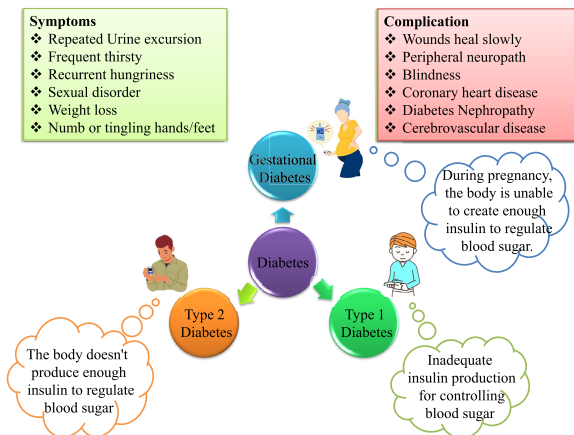 Symptoms
❖ Repeated Urine excursion
❖ Frequent thirsty
❖ Recurrent hungriness
❖ Sexual disorder
❖ Weight loss
❖ Numb or tingling hands/feet
Complication
❖ Wounds heal slowly
❖ Peripheral neuropath
❖ Blindness
❖ Coronary heart disease
❖ Diabetes Nephropathy
❖ Cerebrovascular disease
Gestational
Diabetes
During pregnancy,
the body is unable
to create enough
insulin to regulate
blood sugar.
Diabetes
Type 2
Diabetes
Type 1
Diabetes
The body doesn't
produce enough
insulin to regulate
blood sugar
Inadequate
insulin production
for controlling
blood sugar